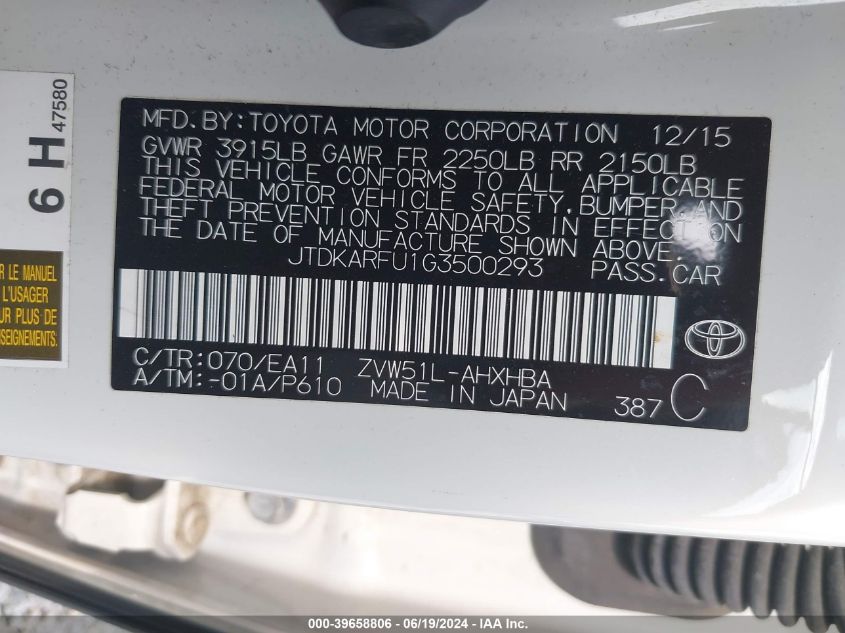 MFD.BY:TOYOTA MOTOR CORPORATION 12/15
GVWR 3915LB GAWR FR 2250LB RR 2150LB
THIS VEHICLE CONFORMS TO ALL APPLICABLE
FEDERAL MOTOR VEHICLE SAFETY,BUMPER,AND
THEFT PREVENTION STANDARDS IN EFFECT ON
THE DATE OF MANUFACTURE SHOWN ABOVE.
JTDKARFU1G3500293 PASS.CAR
C/TR:070/EA11 ZVW51L-AHXHBA
A/TM:-01A/P610 MADE IN JAPAN 387 C
6 H 47580
LE MANUEL
L'USAGER
PLUS DE
000-39658806 - 06/19/2024 - IAA Inc.